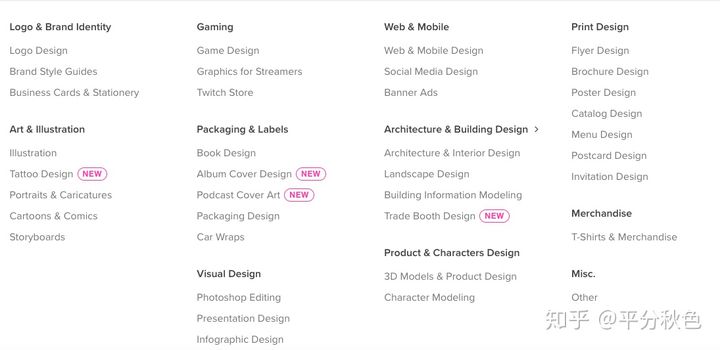 Logo & Brand Identity
Logo Design
Brand Style Guides
Business Cards & Stationery
Art & Illustration
Illustration
Tattoo Design NEW
Portraits & Caricatures
Cartoons & Comics
Storyboards
Gaming
Game Design
Graphics for Streamers
Twitch Store
Packaging & Labels
Book Design
Album Cover Design NEW
Podcast Cover Art NEW
Packaging Design
Car Wraps
Visual Design
Photoshop Editing
Presentation Design
Infographic Design
Web & Mobile
Web & Mobile Design
Social Media Design
Banner Ads
Architecture & Building Design >
Architecture & Interior Design
Landscape Design
Building Information Modeling
Trade Booth Design NEW
Product & Characters Design
3D Models & Product Design
Character Modeling
Print Design
Flyer Design
Brochure Design
Poster Design
Catalog Design
Menu Design
Postcard Design
Invitation Design
Merchandise
T-Shirts & Merchandise
Misc.
Other
知乎 @平分秋色